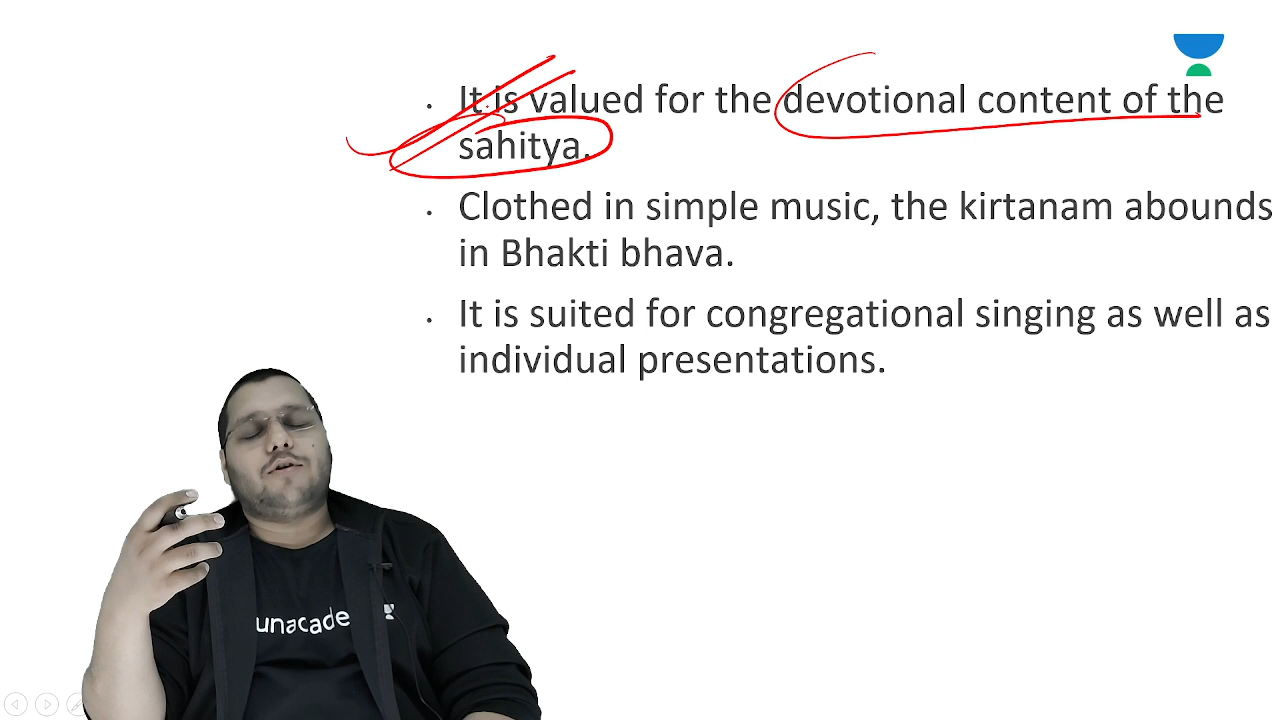 It is valued for the devotional content of the
sahitya.
Clothed in simple music, the kirtanam abounds
in Bhakti bhava.
It is suited for congregational singing as well as
individual presentations.
unacade